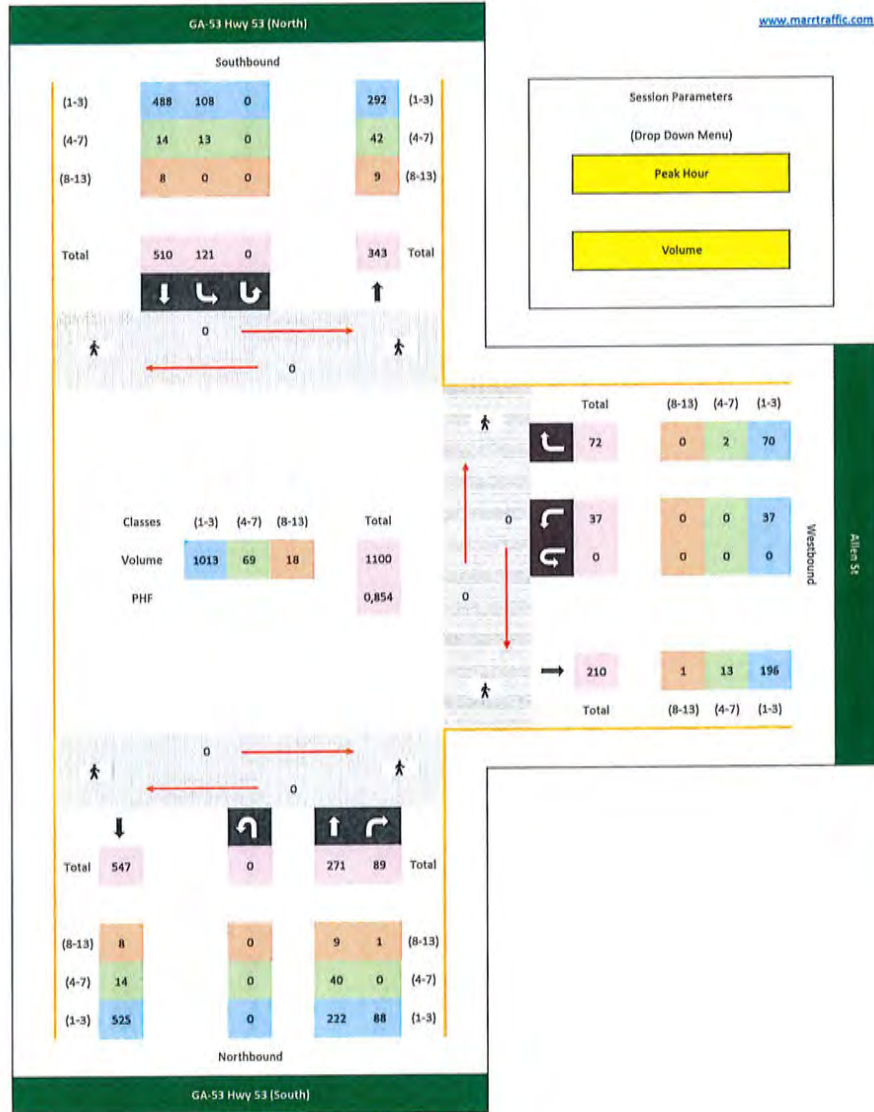 GA-53 Hwy 53 (North)
www.marrtraffic.com
Southbound
(1-3) 488 108 0 292 (1-3)
(4-7) 14 13 0 42 (4-7)
(8-13) 8 0 0 9 (8-13)
Total 510 121 0 343 Total
0
0
Session Parameters
(Drop Down Menu)
Peak Hour
Volume
Total (8-13) (4-7) (1-3)
72 0 2 70
0 37 0 0 37
0 0 0 0
0
210 1 13 196
Total (8-13) (4-7) (1-3)
Westbound
Allen St
Classes (1-3) (4-7) (8-13) Total
Volume 1013 69 18 1100
PHF 0,854
0
0
Total 547 0 271 89 Total
(8-13) 8 0 9 1 (8-13)
(4-7) 14 0 40 0 (4-7)
(1-3) 525 0 222 88 (1-3)
Northbound
GA-53 Hwy 53 (South)